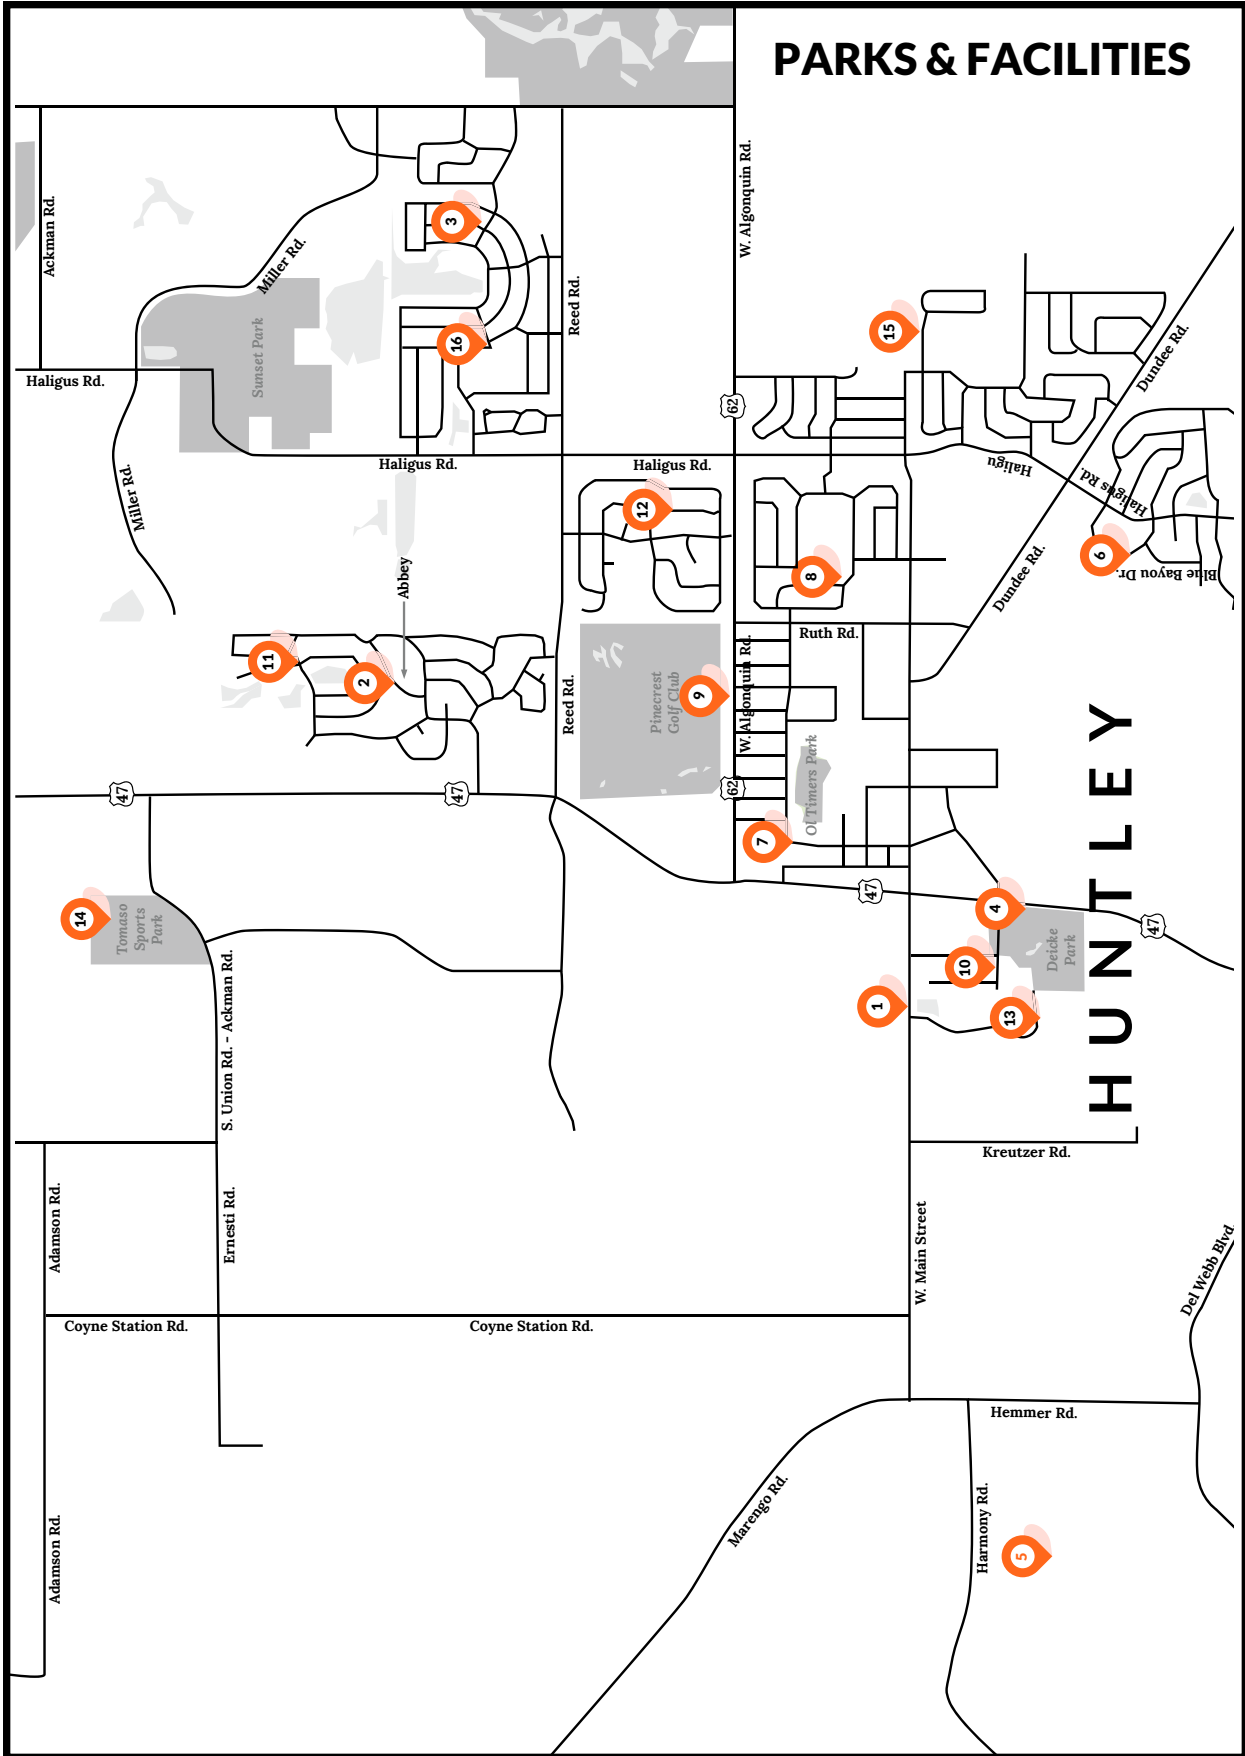 PARKS & FACILITIES
W. Algonquin Rd.
Ackman Rd.
3
Miller Rd.
Reed Rd.
15
Sunset Park
16
Dundee Rd.
Haligus Rd.
62
Haligus Rd.
Haligus Rd.
Haligu
Haligus Rd.
Miller Rd.
12
6
Blue Bayou Dr.
Abbey
8
Dundee Rd.
Ruth Rd.
11
2
Reed Rd.
Pinecrest
Golf Club
9
W. Algonquin Rd.
Ol Timers Park
47
47
62
7
47
HUNTLEY
14
Tomaso
Sports
Park
4
47
Deicke
Park
10
1
13
S. Union Rd. - Ackman Rd.
Kreutzer Rd.
Adamson Rd.
Ernesti Rd.
W. Main Street
Del Webb Blvd
Coyne Station Rd.
Coyne Station Rd.
Hemmer Rd.
Marengo Rd.
Harmony Rd.
5
Adamson Rd.